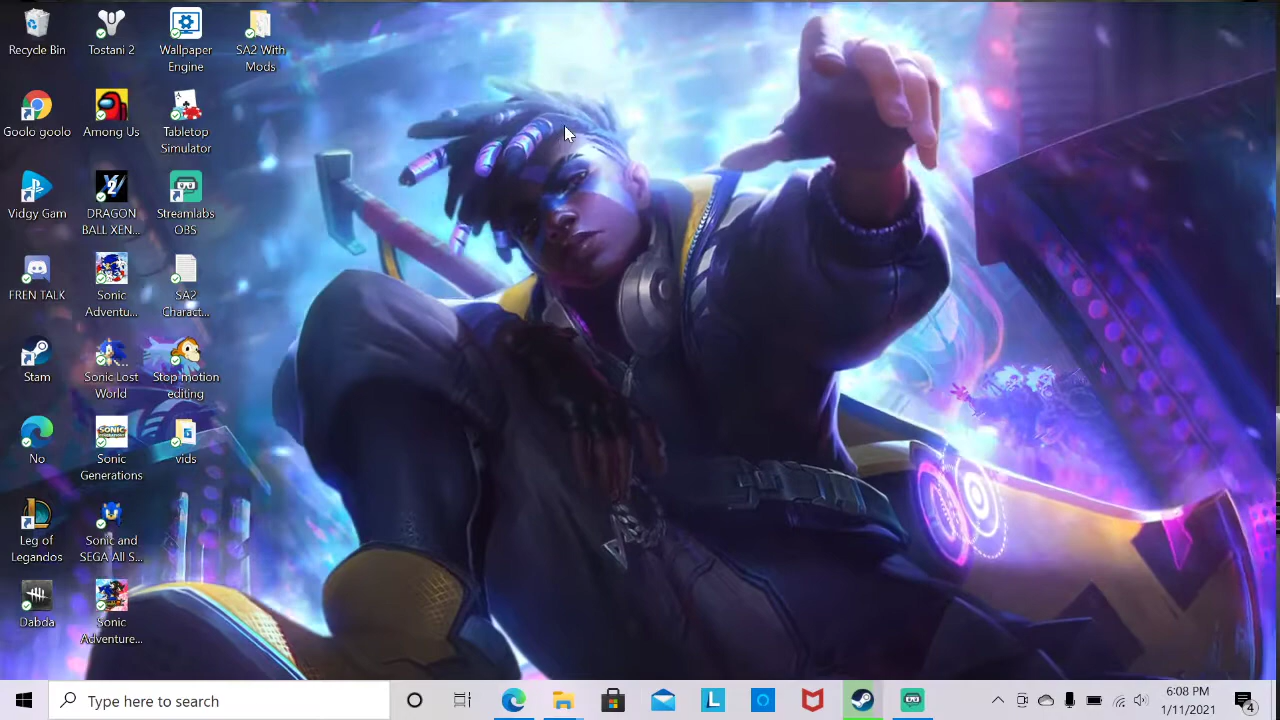 Recycle Bin
Tostani 2
Wallpaper
Engine
SA2 With
Mods
Goolo goolo
Among Us
Tabletop
Simulator
Vidgy Gam
DRAGON
BALL XEN...
Streamlabs
OBS
FREN TALK
Sonic
Adventu...
SA2
Charact...
Stam
Sonic Lost
World
Stop motion
editing
No
SONIC
GENERATIONS
Sonic
Generations
vids
Leg of
Legandos
Sonic and
SEGA All S...
Dabda
Sonic
Adventure...
Type here to search
L
6:08 PM
1/11/2021
4